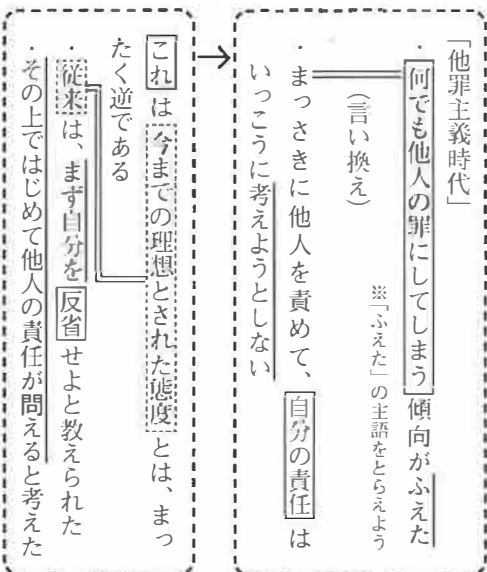 「他罪主義時代」
・何でも他人の罪にしてしまう傾向がふえた
※「ふえた」の主語をとらえよう
（言い換え）
・まっさきに他人を責めて、自分の責任は
いっこうに考えようとしない
これは今までの理想とされた態度とは、まっ
たく逆である
・従来は、まず自分を反省せよと教えられた
・その上ではじめて他人の責任が問えると考えた